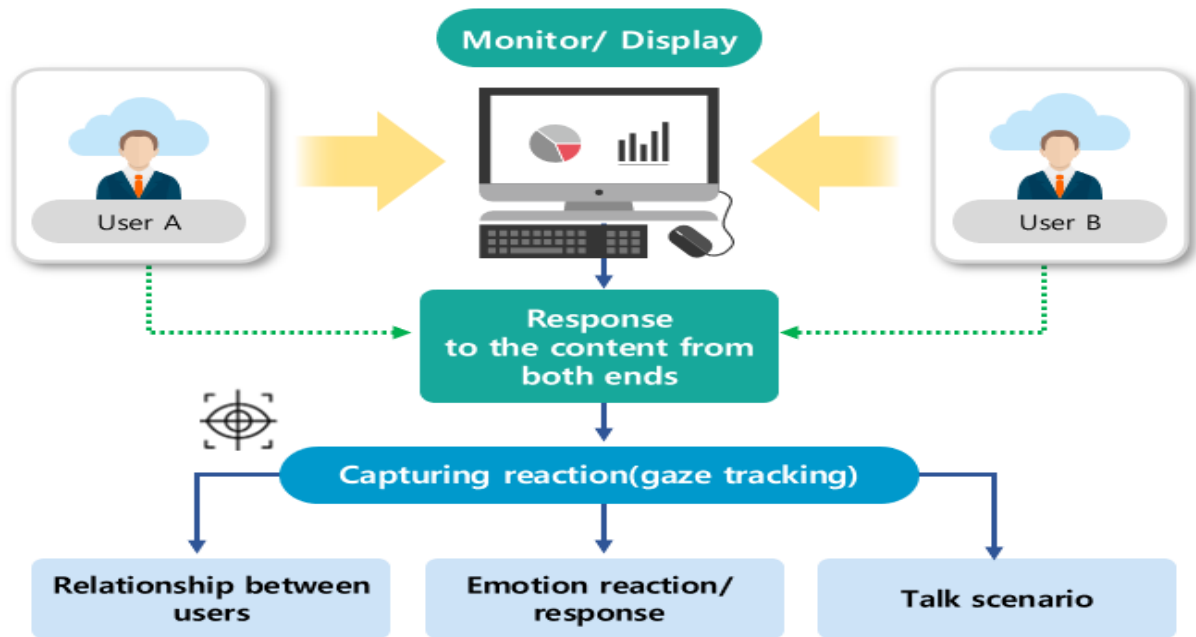 Monitor/ Display
User A
User B
Response
to the content from
both ends
Capturing reaction(gaze tracking)
Relationship between
users
Emotion reaction/
response
Talk scenario